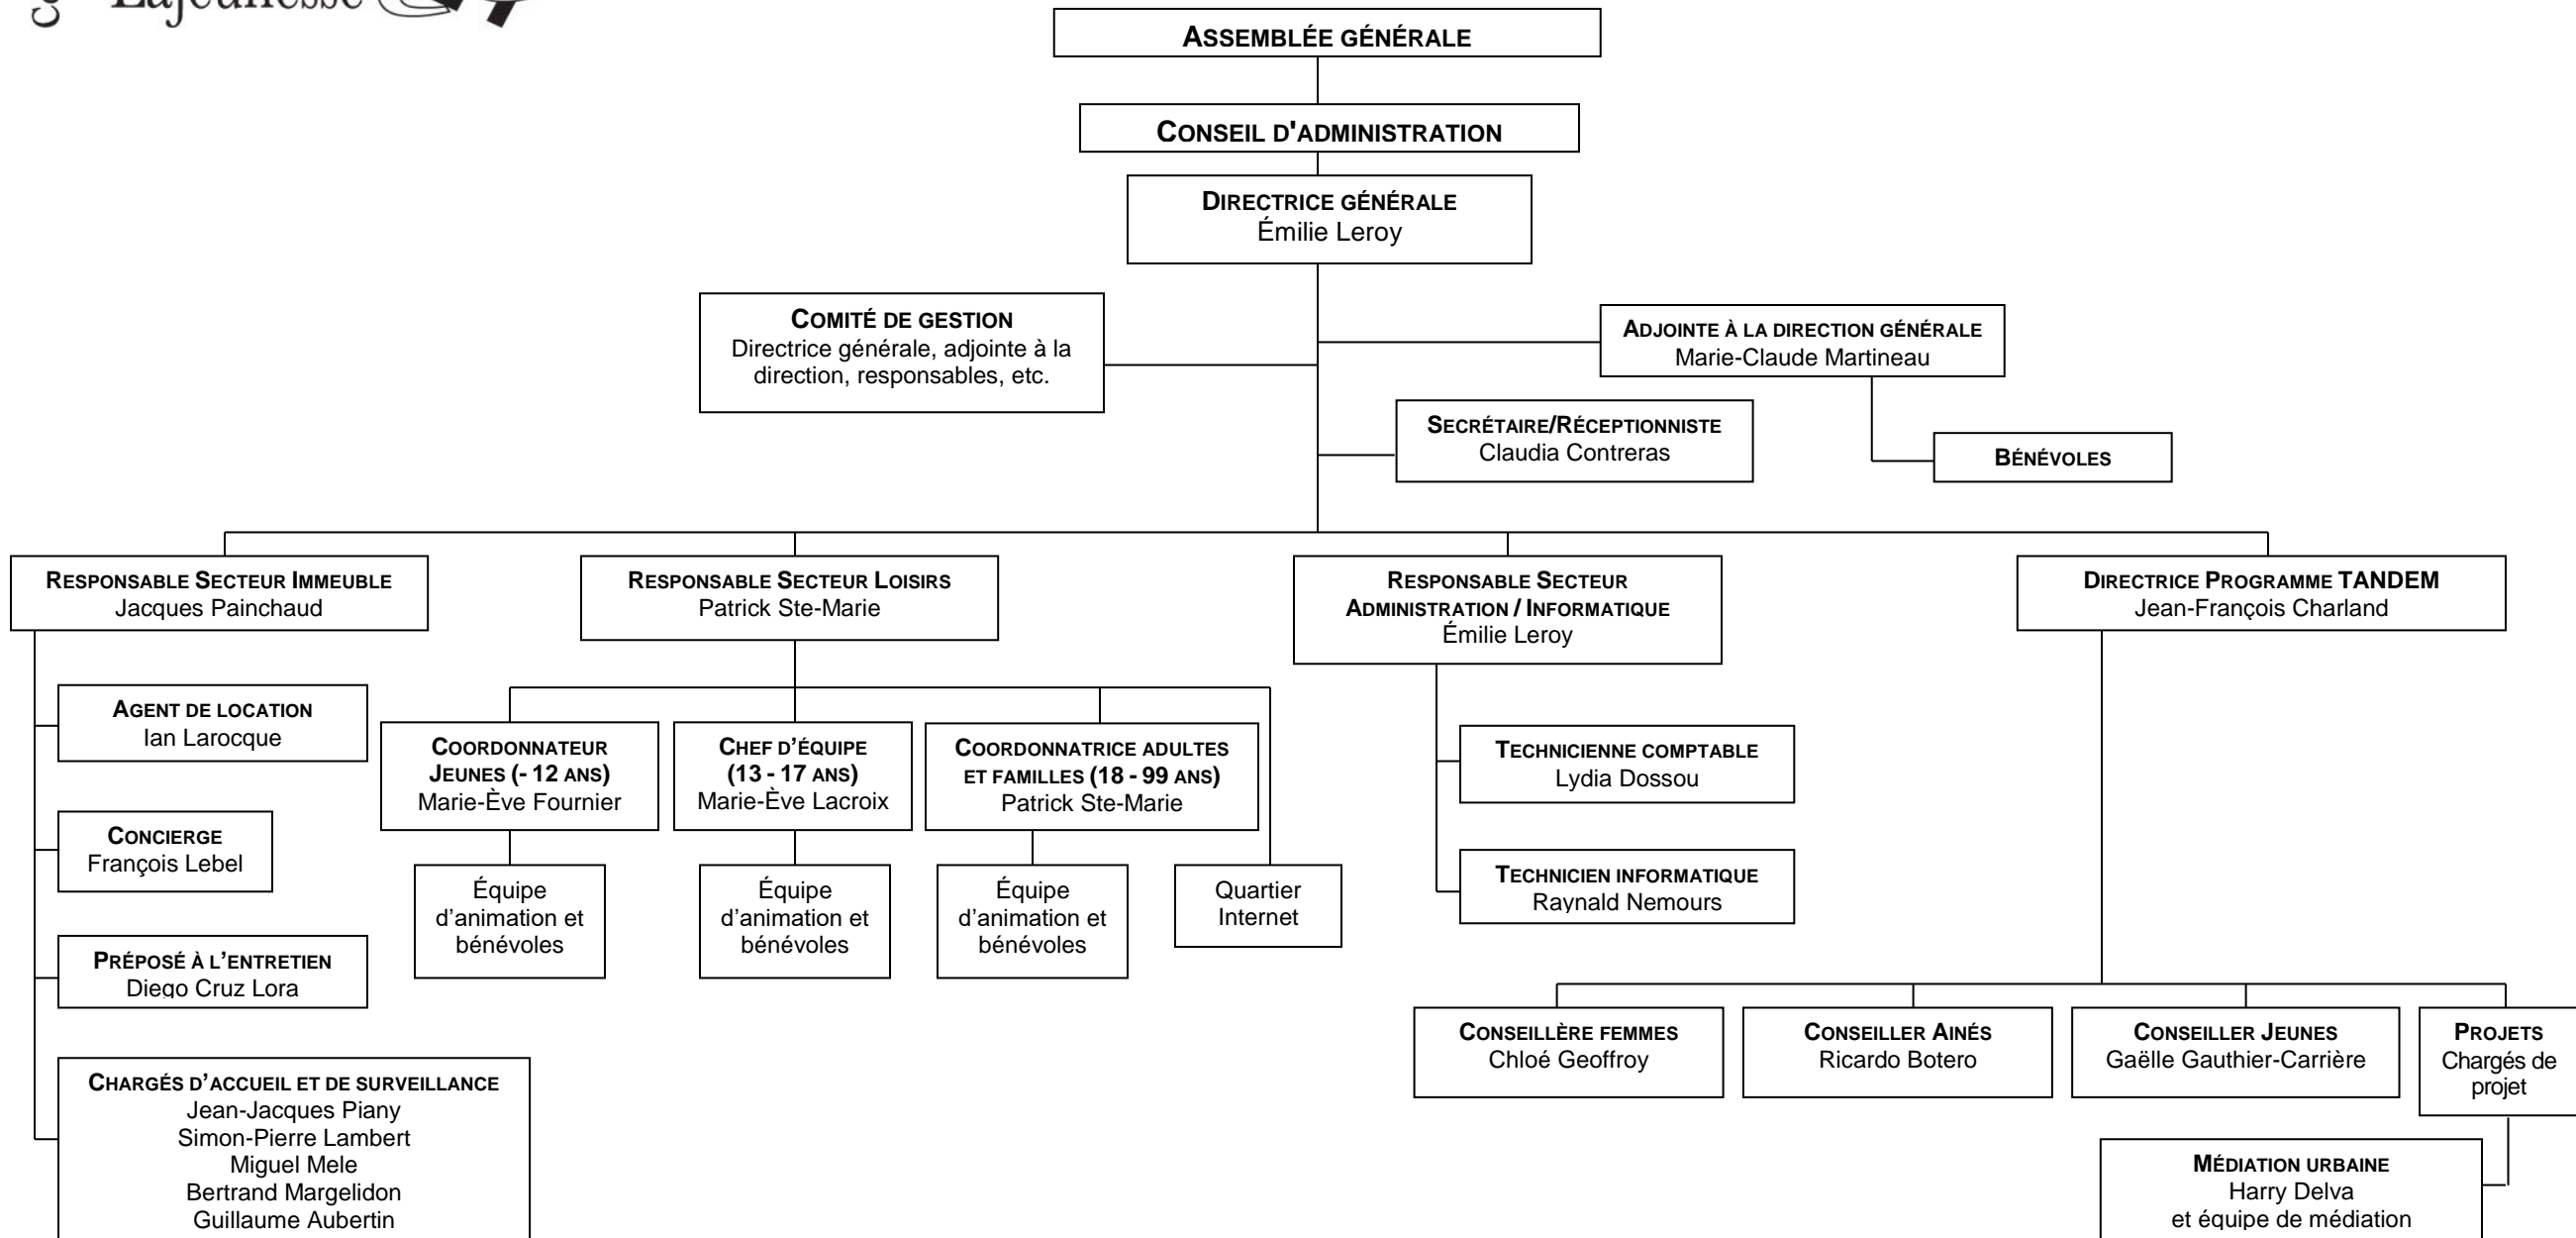 Lajeunesse
ASSEMBLÉE GÉNÉRALE
CONSEIL D'ADMINISTRATION
DIRECTRICE GÉNÉRALE
Émilie Leroy
COMITÉ DE GESTION
Directrice générale, adjointe à la
direction, responsables, etc.
ADJOINTE À LA DIRECTION GÉNÉRALE
Marie-Claude Martineau
SECRÉTAIRE/RÉCEPTIONNISTE
Claudia Contreras
BÉNÉVOLES
RESPONSABLE SECTEUR IMMEUBLE
Jacques Painchaud
RESPONSABLE SECTEUR LOISIRS
Patrick Ste-Marie
RESPONSABLE SECTEUR
ADMINISTRATION / INFORMATIQUE
Émilie Leroy
DIRECTRICE PROGRAMME TANDEM
Jean-François Charland
AGENT DE LOCATION
Ian Larocque
CONCIERGE
François Lebel
PRÉPOSÉ À L'ENTRETIEN
Diego Cruz Lora
CHARGÉS D'ACCUEIL ET DE SURVEILLANCE
Jean-Jacques Piany
Simon-Pierre Lambert
Miguel Mele
Bertrand Margelidon
Guillaume Aubertin
COORDONNATEUR
JEUNES (- 12 ANS)
Marie-Ève Fournier
CHEF D'ÉQUIPE
(13 - 17 ANS)
Marie-Ève Lacroix
COORDONNATRICE ADULTES
ET FAMILLES (18 - 99 ANS)
Patrick Ste-Marie
Équipe
d'animation et
bénévoles
Équipe
d'animation et
bénévoles
Équipe
d'animation et
bénévoles
Quartier
Internet
TECHNICIENNE COMPTABLE
Lydia Dossou
TECHNICIEN INFORMATIQUE
Raynald Nemours
CONSEILLÈRE FEMMES
Chloé Geoffroy
CONSEILLER AINÉS
Ricardo Botero
CONSEILLER JEUNES
Gaëlle Gauthier-Carrière
PROJETS
Chargés de
projet
MÉDIATION URBAINE
Harry Delva
et équipe de médiation